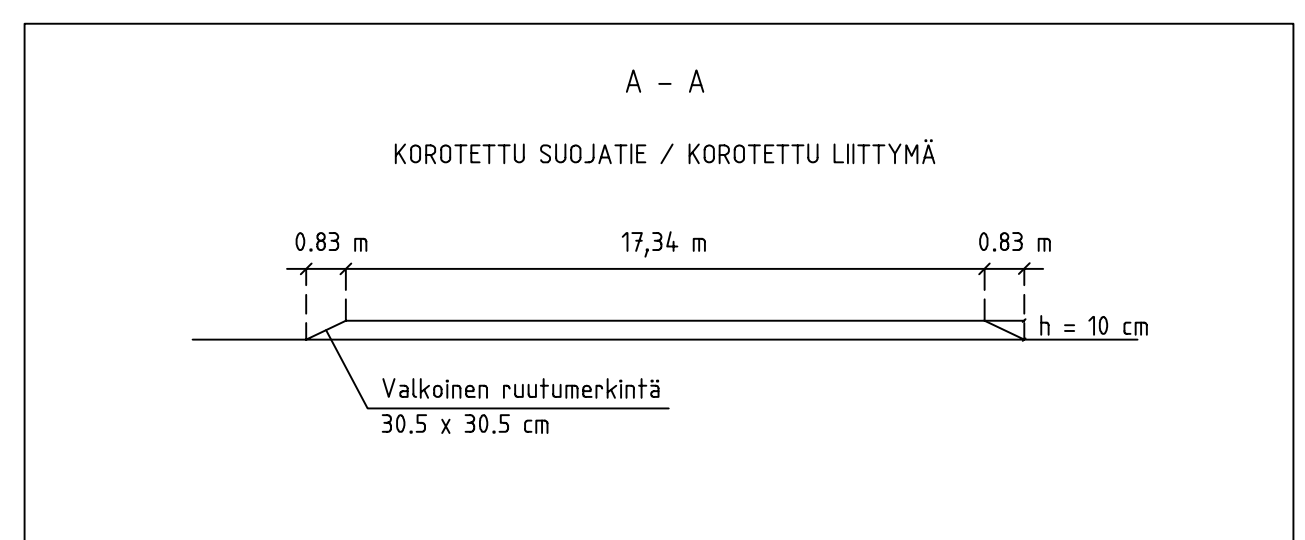 A - A
KOROTETTU SUOJATIE / KOROTETTU LIITTYMÄ
0.83 m 17,34 m 0.83 m
h = 10 cm
Valkoinen ruutumerkintä
30.5 x 30.5 cm